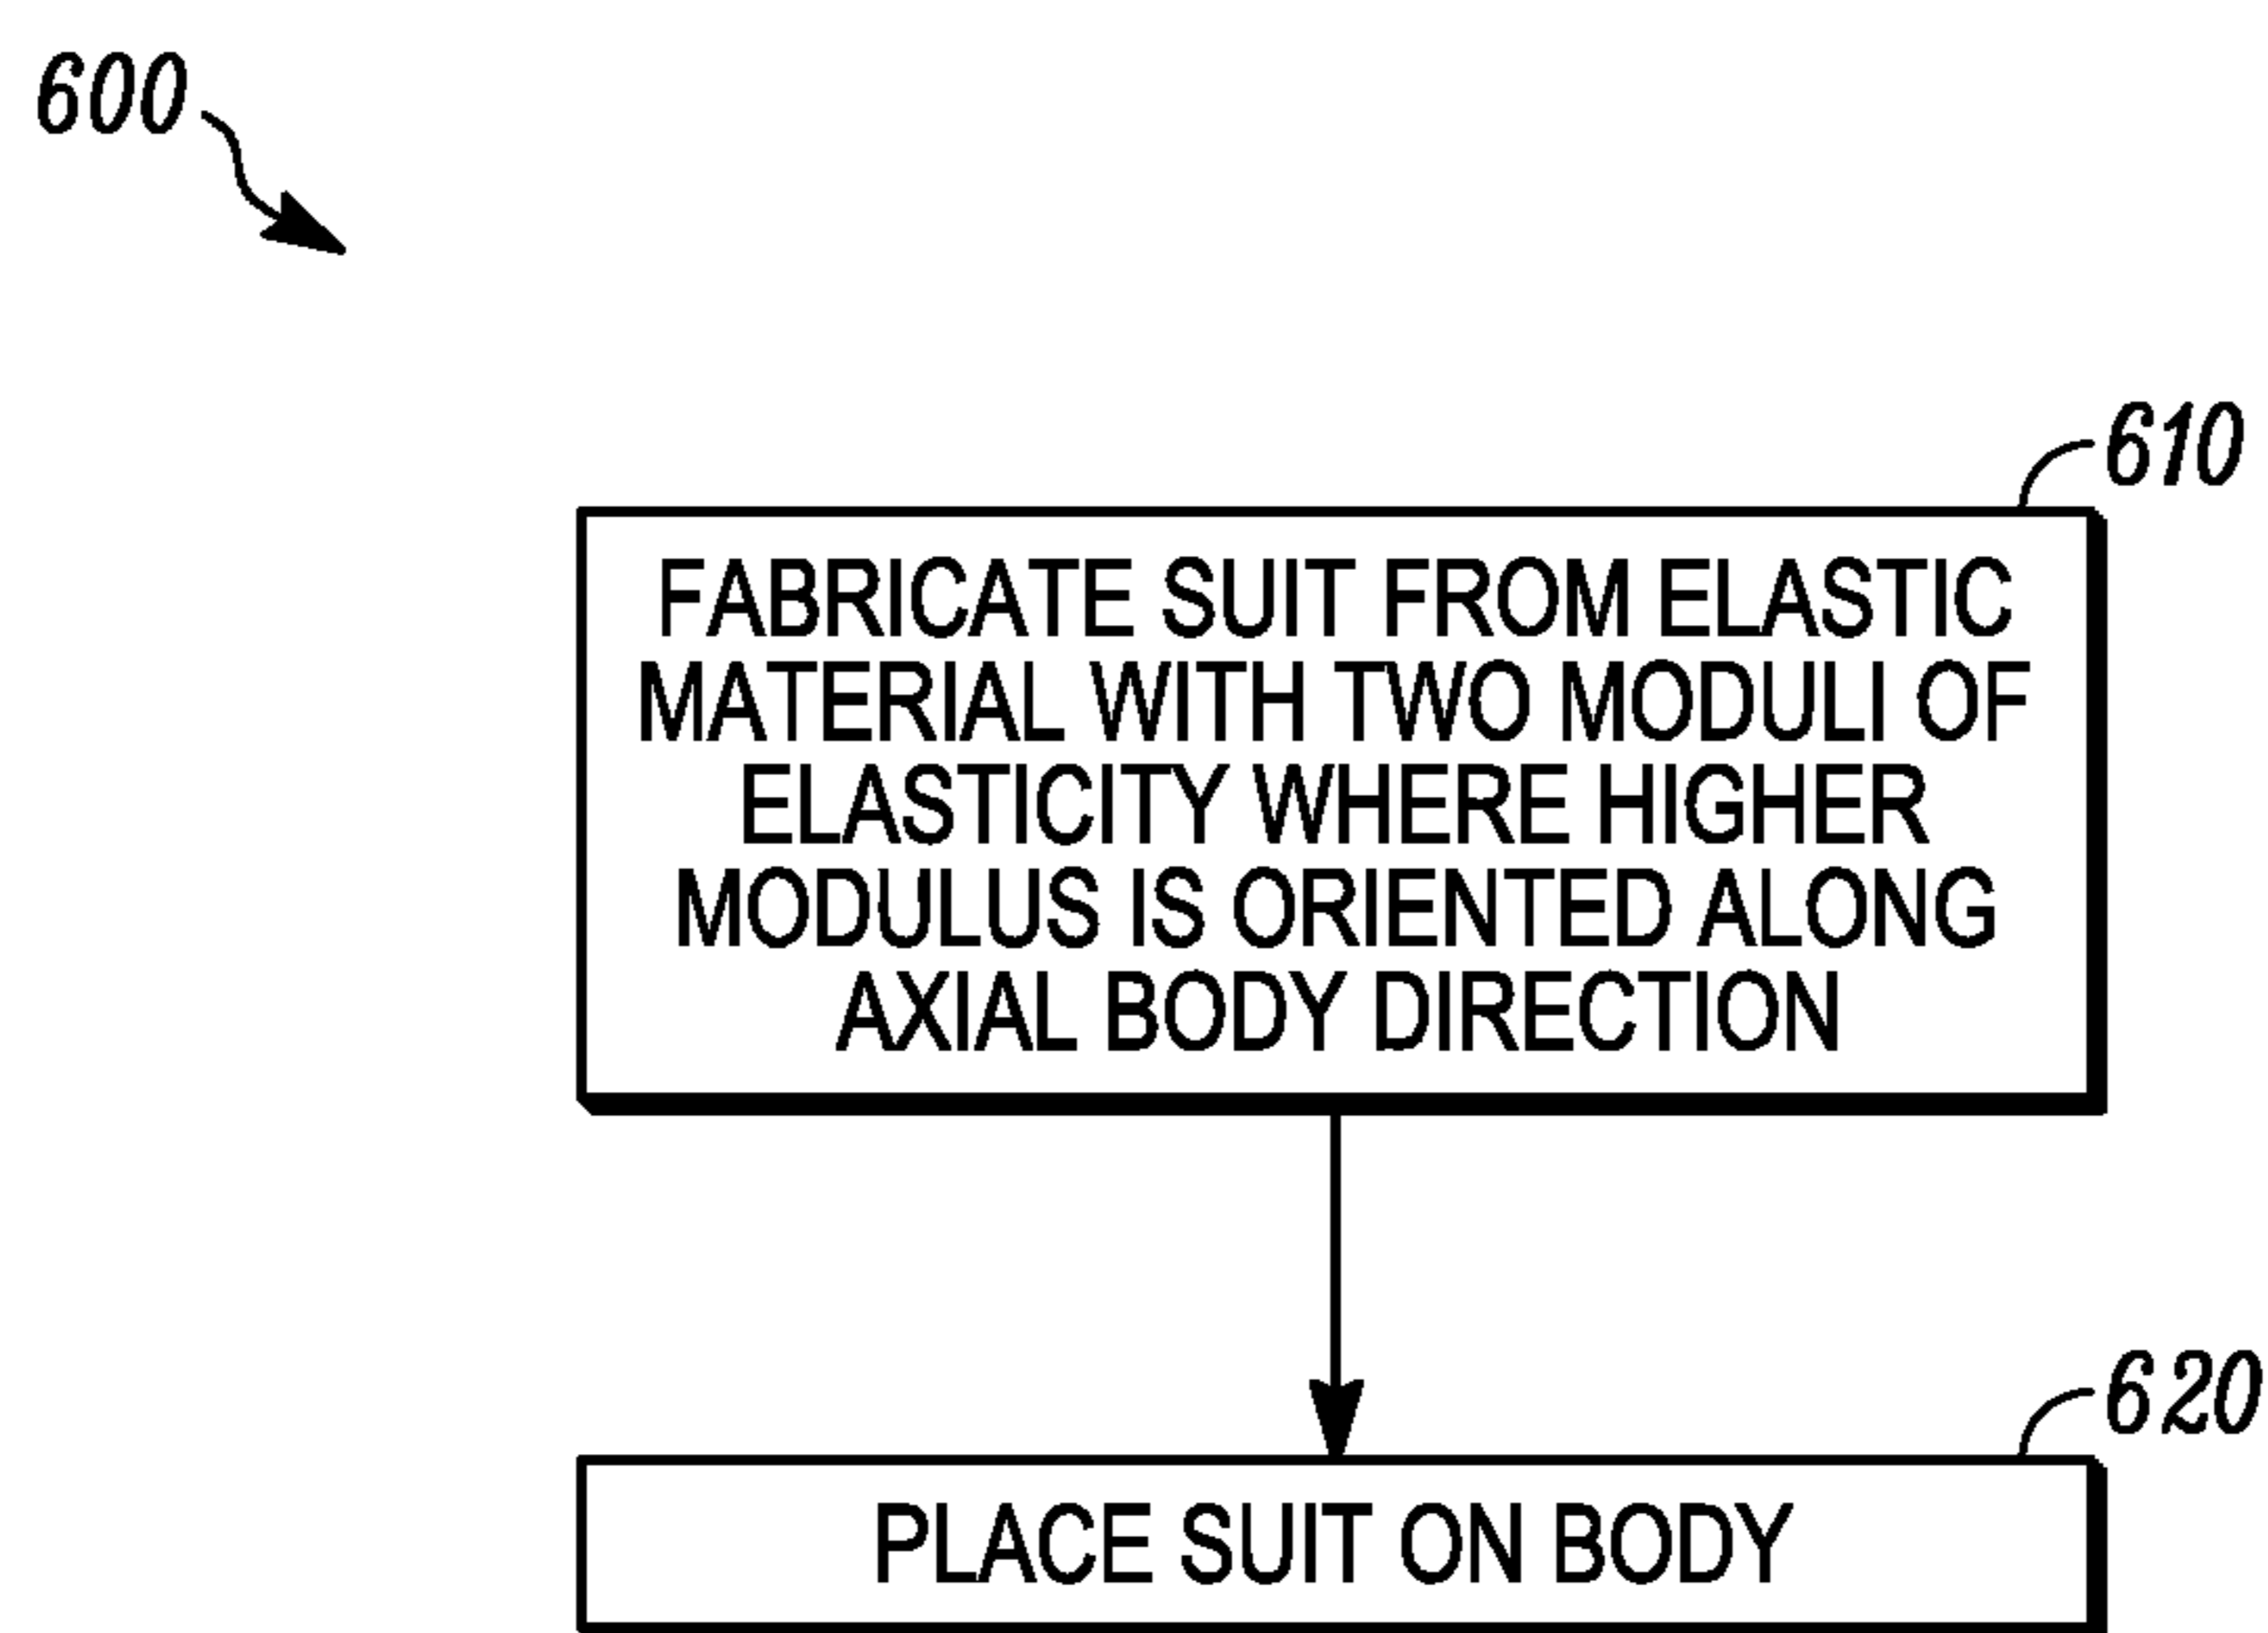 600
610
FABRICATE SUIT FROM ELASTIC
MATERIAL WITH TWO MODULI OF
ELASTICITY WHERE HIGHER
MODULUS IS ORIENTED ALONG
AXIAL BODY DIRECTION
620
PLACE SUIT ON BODY